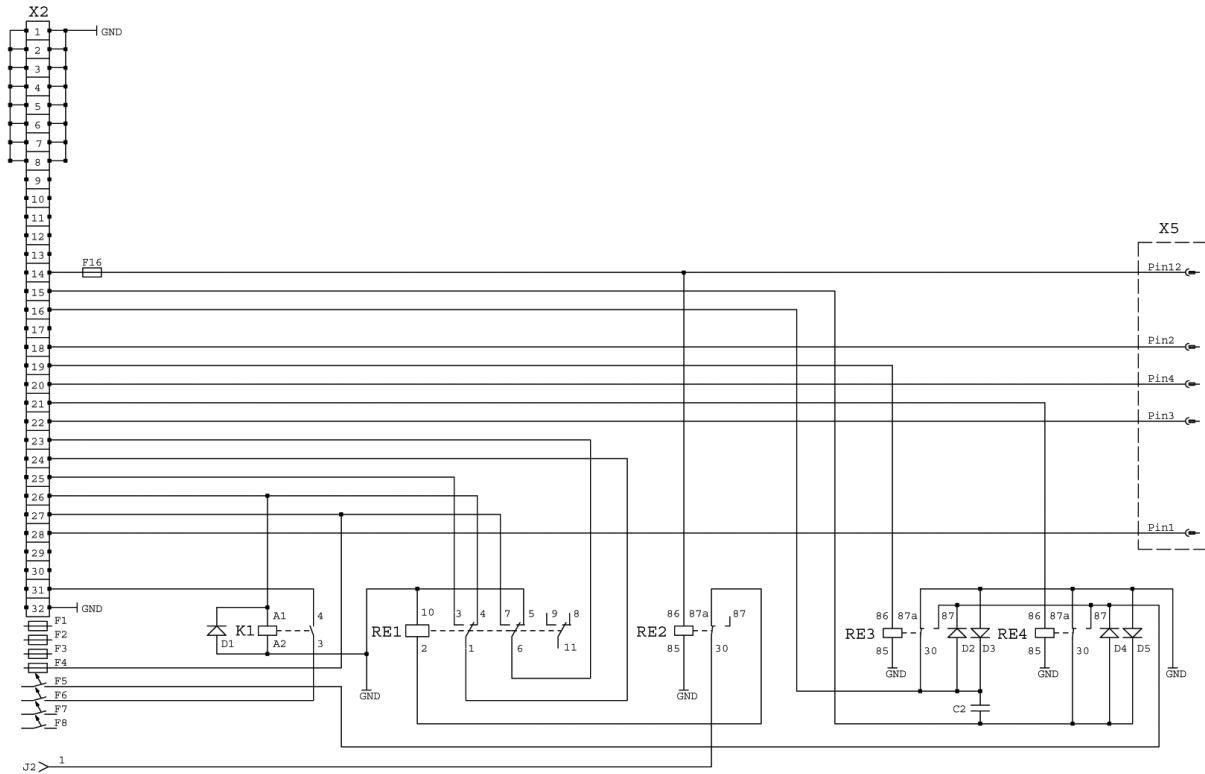 X2
1
GND
2
3
4
5
6
7
8
9
10
11
12
13
X5
14
F16
Pin12
15
16
17
18
Pin2
19
20
Pin4
21
22
Pin3
23
24
25
26
27
28
Pin1
29
30
31
32
GND
A1
4
K1
D1
A2
3
10
3
4
7
5
9
8
RE1
2
1
6
11
86
87a
87
RE2
85
30
GND
86
87a
87
RE3
85
30
D2
D3
GND
86
87a
87
RE4
85
30
D4
D5
GND
GND
GND
C2
F1
F2
F3
F4
F5
F6
F7
F8
J2
1